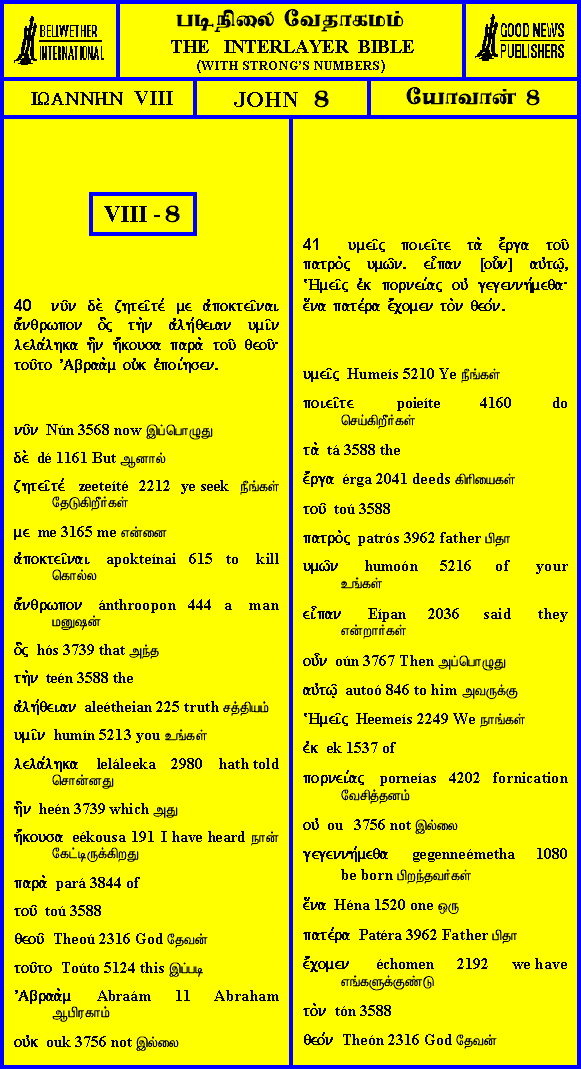 BELLWETHER
INTERNATIONAL
படிநிலை வேதாகமம்
THE INTERLAYER BIBLE
(WITH STRONG'S NUMBERS)
GOOD NEWS
PUBLISHERS
ΙΩΑΝΝΗΝ VIII
JOHN 8
யோவான் 8
VIII - 8
40 νῦν δὲ ζητεῖτέ με ἀποκτεῖναι
ἄνθρωπον ὃς τὴν ἀλήθειαν υμῖν
λελάληκα ἣν ἤκουσα παρὰ τοῦ θεοῦ·
τοῦτο Ἀβραὰμ οὐκ ἐποίησεν.
νῦν Nún 3568 now இப்பொழுது
δὲ dé 1161 But ஆனால்
ζητεῖτέ zeeteíté 2212 ye seek நீங்கள்
தேடுகிறீர்கள்
με me 3165 me என்னை
ἀποκτεῖναι apokteínai 615 to kill
கொல்ல
ἄνθρωπον ánthroopon 444 a man
மனுஷன்
ὃς hós 3739 that அந்த
τὴν teén 3588 the
ἀλήθειαν aleétheian 225 truth சத்தியம்
υμῖν humín 5213 you உங்கள்
λελάληκα leláleeka 2980 hath told
சொன்னது
ἣν heén 3739 which அது
ἤκουσα eékousa 191 I have heard நான்
கேட்டிருக்கிறது
παρὰ pará 3844 of
τοῦ toú 3588
θεοῦ Theoú 2316 God தேவன்
τοῦτο Toúto 5124 this இப்படி
Ἀβραὰμ Abraám 11 Abraham
ஆபிரகாம்
οὐκ ouk 3756 not இல்லை
41 υμεῖς ποιεῖτε τὰ ἔργα τοῦ
πατρὸς υμῶν. εἶπαν [οὖν] αὐτῷ,
Ἡμεῖς ἐκ πορνείας οὐ γεγεννήμεθα·
ἕνα πατέρα ἔχομεν τὸν θεόν.
υμεῖς Humeís 5210 Ye நீங்கள்
ποιεῖτε poieíte 4160 do
செய்கிறீர்கள்
τὰ tá 3588 the
ἔργα érga 2041 deeds கிரியைகள்
τοῦ toú 3588
πατρὸς patrós 3962 father பிதா
υμῶν humoón 5216 of your
உங்கள்
εἶπαν Eípan 2036 said they
என்றார்கள்
οὖν oún 3767 Then அப்பொழுது
αὐτῷ autoó 846 to him அவருக்கு
Ἡμεῖς Heemeís 2249 We நாங்கள்
ἐκ ek 1537 of
πορνείας porneías 4202 fornication
வேசித்தனம்
οὐ ou 3756 not இல்லை
γεγεννήμεθα gegenneémetha 1080
be born பிறந்தவர்கள்
ἕνα Héna 1520 one ஒரு
πατέρα Patéra 3962 Father பிதா
ἔχομεν échomen 2192 we have
எங்களுக்குண்டு
τὸν tón 3588
θεόν Theón 2316 God தேவன்